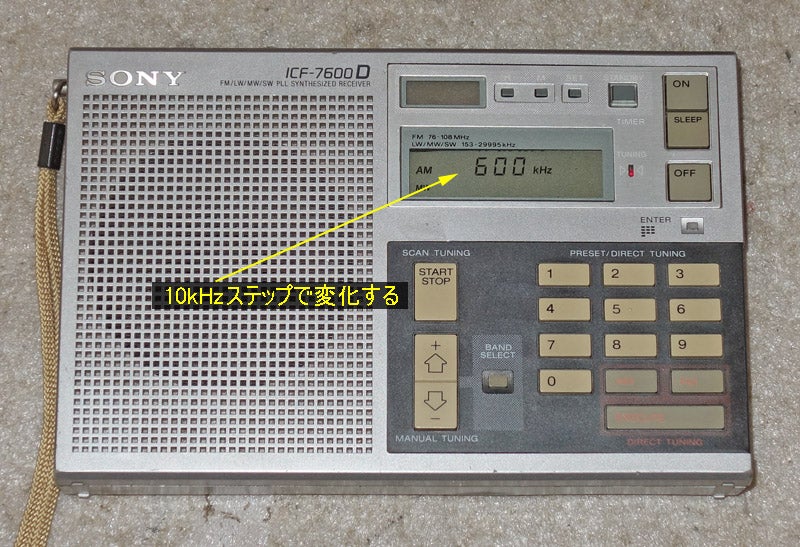 SONY
ICF-7600D
FM/LW/MW/SW PLL SYNTHESIZED RECEIVER
SET
STANDBY
TIMER
ON
SLEEP
OFF
FM 76-108 MHz
LW/MW/SW 153-29995 kHz
AM 600 kHz
TUNING
ENTER
SCAN TUNING
START
STOP
PRESET/DIRECT TUNING
1 2 3
4 5 6
7 8 9
0
+
BAND
SELECT
−
MANUAL TUNING
DIRECT TUNING
10kHzステップで変化する